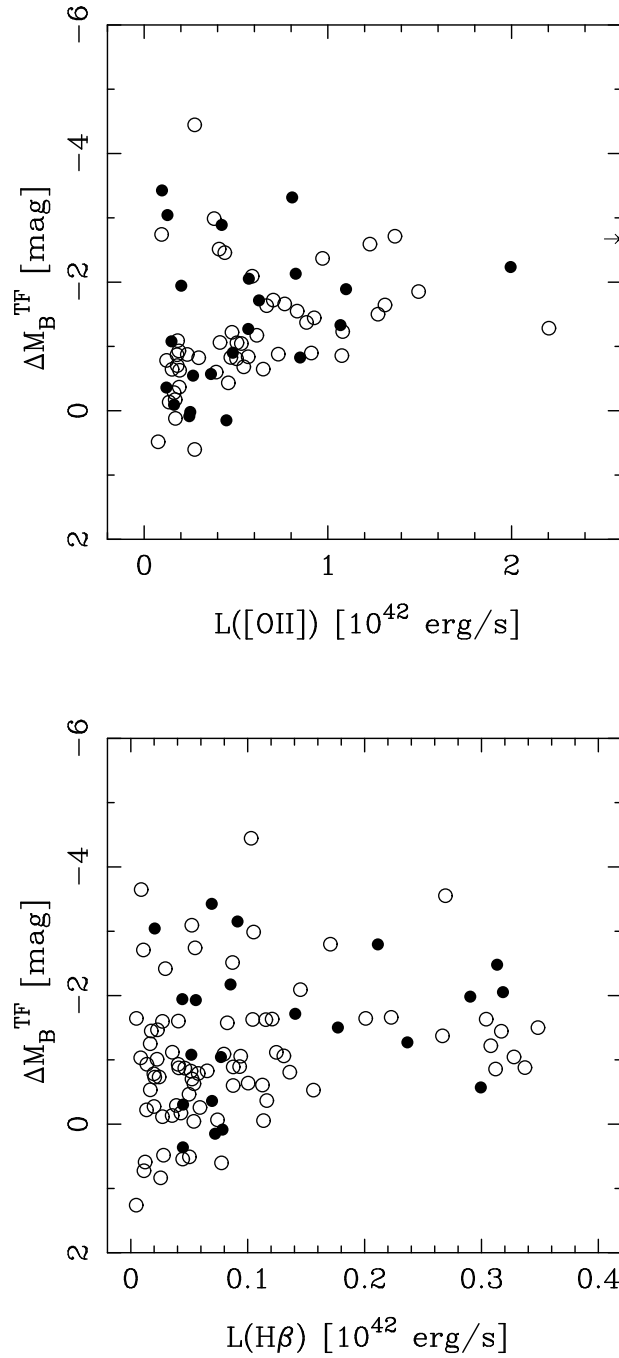 −6
−4
−2
0
2
ΔM_B^TF [mag]
0 1 2
L([OII]) [10^42 erg/s]
−6
−4
−2
0
2
ΔM_B^TF [mag]
0 0.1 0.2 0.3 0.4
L(Hβ) [10^42 erg/s]